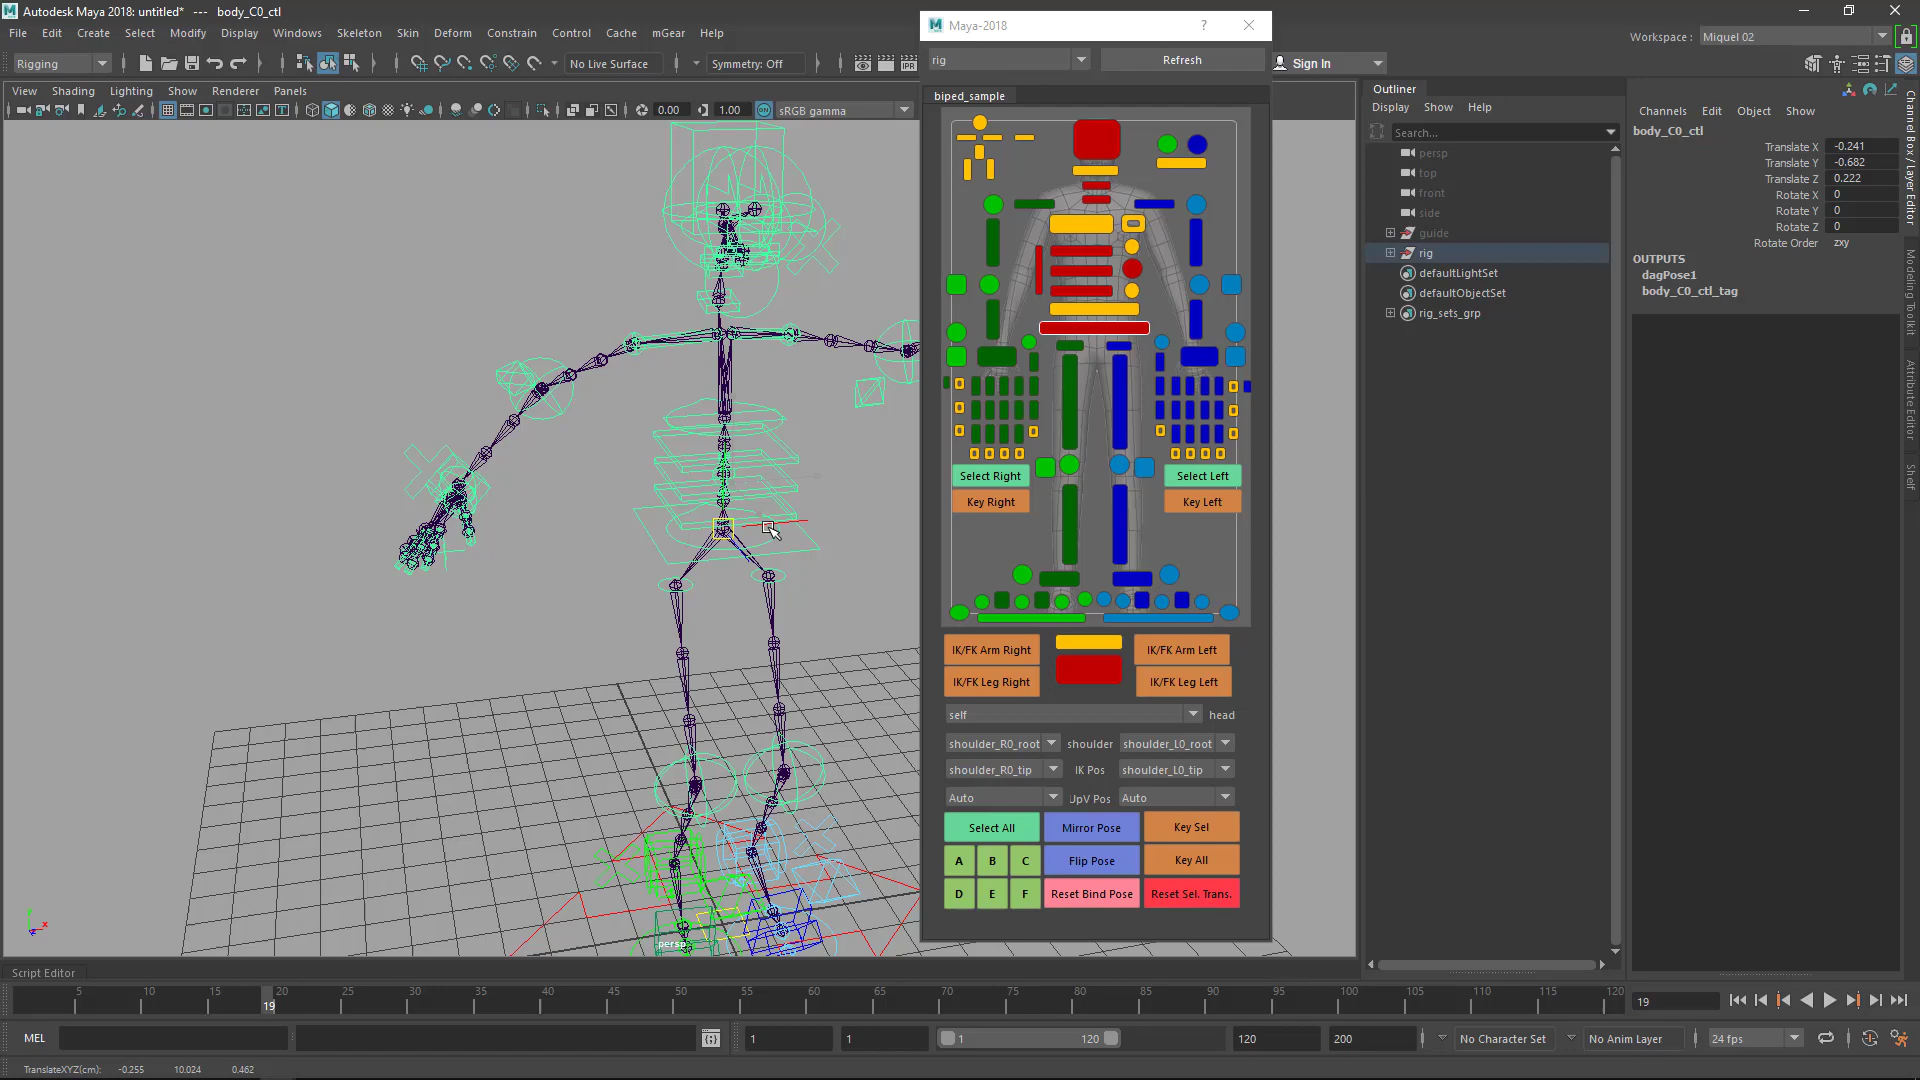 Autodesk Maya 2018: untitled* --- body_C0_ctl
File Edit Create Select Modify Display Windows Skeleton Skin Deform Constrain Control Cache mGear Help
Workspace : Miquel 02
Rigging
No Live Surface
Symmetry: Off
Sign In
View Shading Lighting Show Renderer Panels
0.00
1.00
sRGB gamma
persp
Maya-2018
?
rig
Refresh
biped_sample
Select Right
Select Left
Key Right
Key Left
IK/FK Arm Right
IK/FK Arm Left
IK/FK Leg Right
IK/FK Leg Left
self
head
shoulder_R0_root
shoulder
shoulder_L0_root
shoulder_R0_tip
IK Pos
shoulder_L0_tip
Auto
UpV Pos
Auto
Select All
Mirror Pose
Key Sel
A B C
Flip Pose
Key All
D E F
Reset Bind Pose
Reset Sel. Trans.
Outliner
Display Show Help
Search...
persp
top
front
side
guide
rig
defaultLightSet
defaultObjectSet
rig_sets_grp
Channels Edit Object Show
body_C0_ctl
Translate X -0.241
Translate Y -0.682
Translate Z 0.222
Rotate X 0
Rotate Y 0
Rotate Z 0
Rotate Order zxy
OUTPUTS
dagPose1
body_C0_ctl_tag
Channel Box / Layer Editor
Modeling Toolkit
Attribute Editor
Shelf
Script Editor
5 10 15 20 25 30 35 40 45 50 55 60 65 70 75 80 85 90 95 100 105 110 115 120
19
19
MEL
1
1
1
120
120
200
No Character Set
No Anim Layer
24 fps
TranslateXYZ(cm): -0.255 10.024 0.462